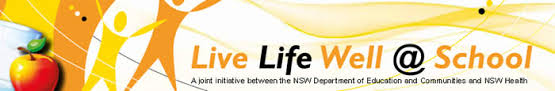 Live Life Well @ School
A joint initiative between the NSW Department of Education and Communities and NSW Health